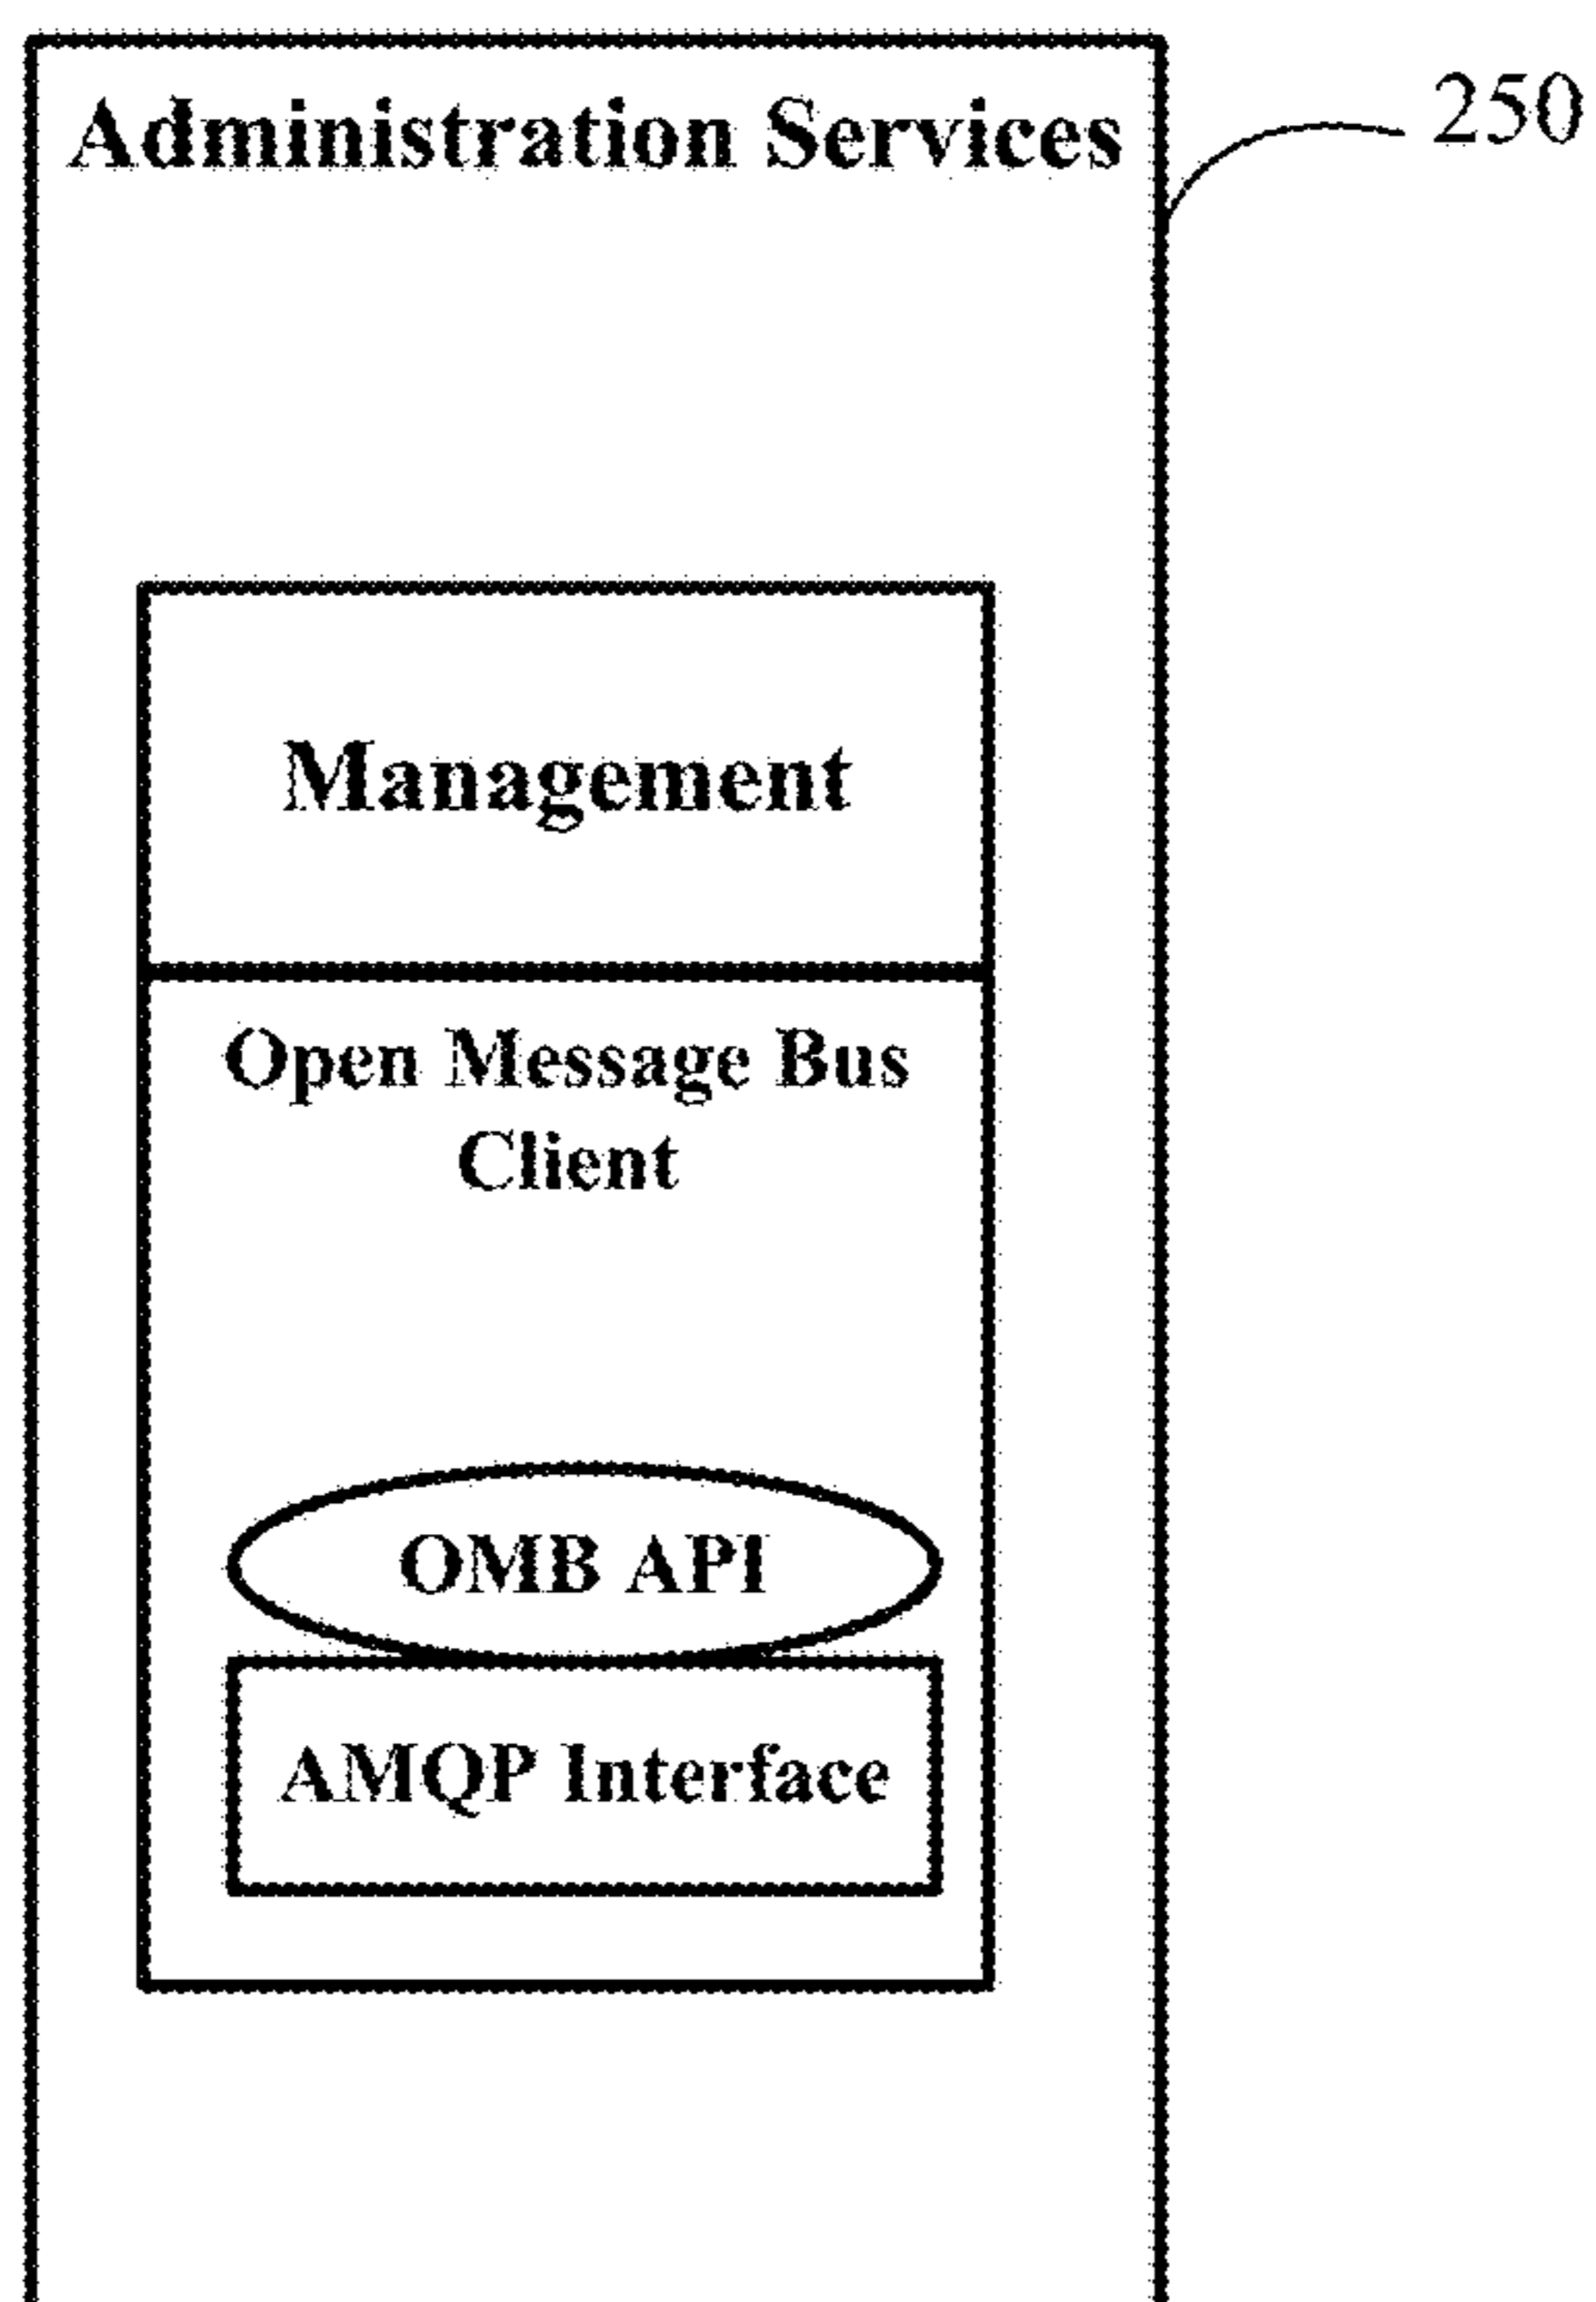 Administration Services
250
Management
Open Message Bus
Client
OMB API
AMQP Interface